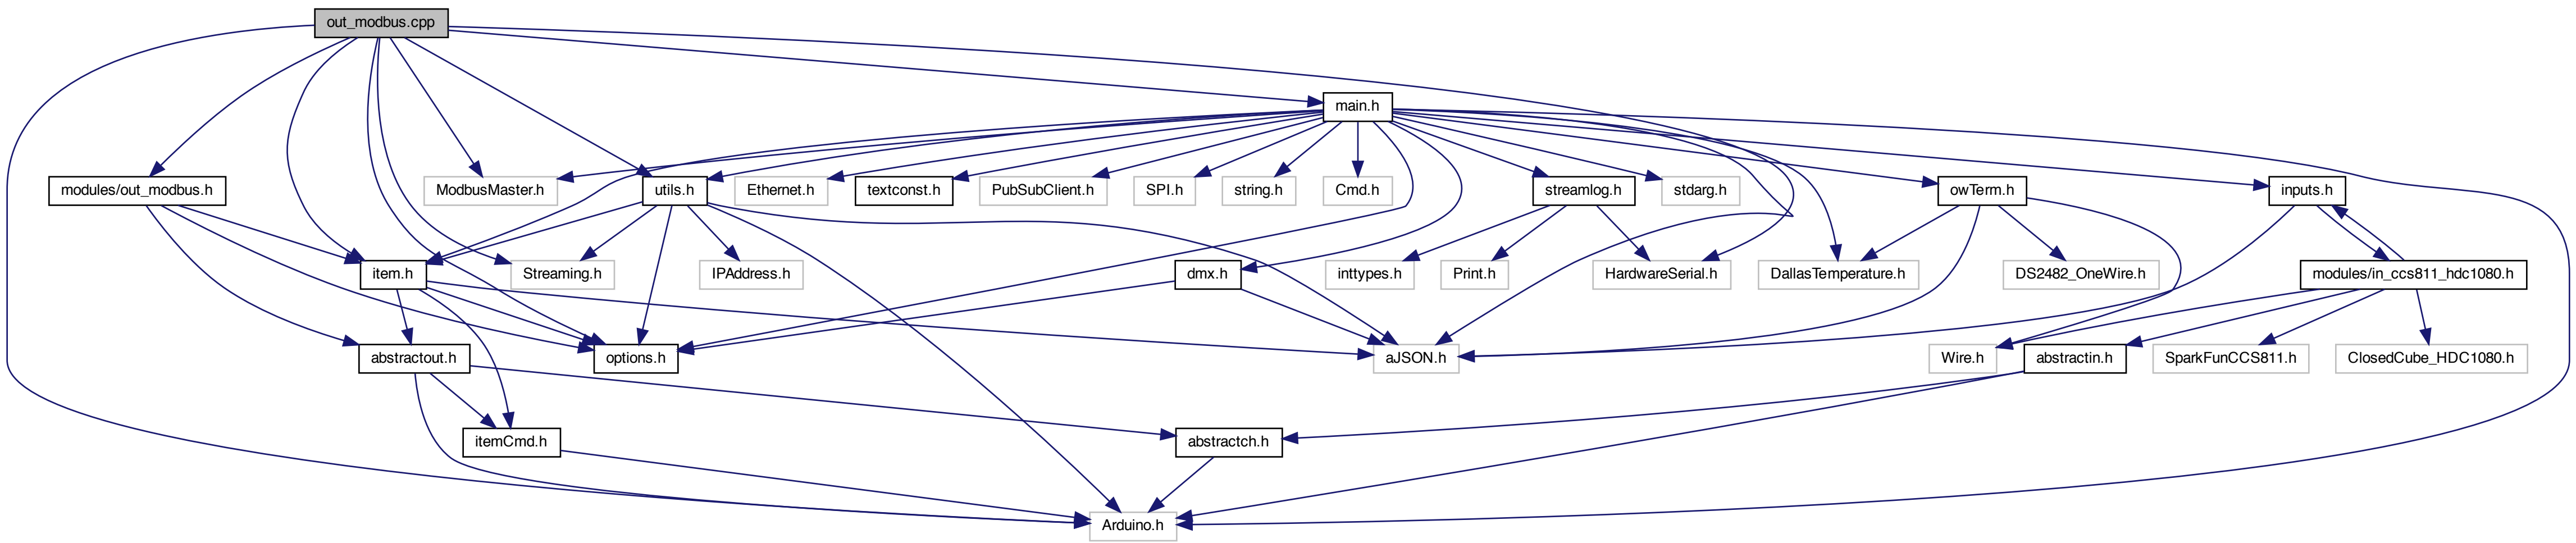 out_modbus.cpp
main.h
modules/out_modbus.h
ModbusMaster.h
utils.h
Ethernet.h
textconst.h
PubSubClient.h
SPI.h
string.h
Cmd.h
streamlog.h
stdarg.h
owTerm.h
inputs.h
item.h
Streaming.h
IPAddress.h
dmx.h
inttypes.h
Print.h
HardwareSerial.h
DallasTemperature.h
DS2482_OneWire.h
modules/in_ccs811_hdc1080.h
abstractout.h
options.h
aJSON.h
Wire.h
abstractin.h
SparkFunCCS811.h
ClosedCube_HDC1080.h
itemCmd.h
abstractch.h
Arduino.h